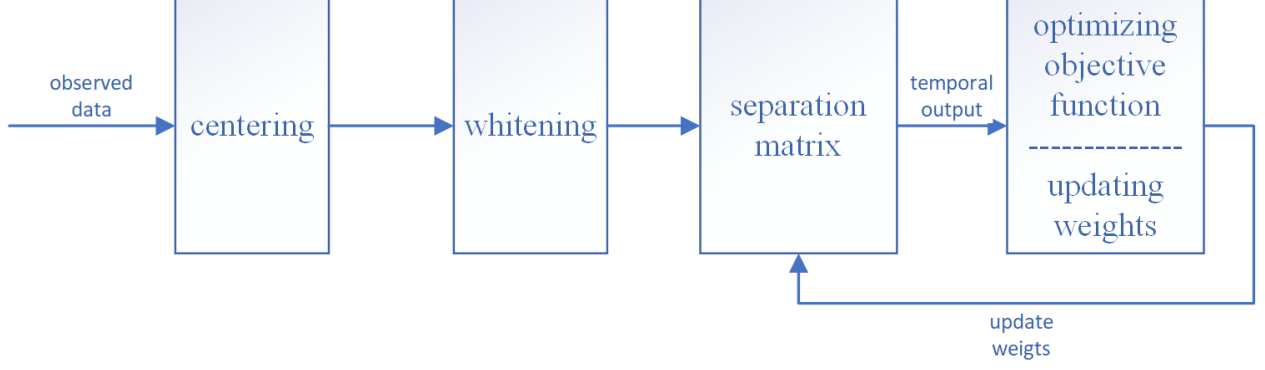 observed
data
centering
whitening
separation
matrix
temporal
output
optimizing
objective
function
--------------
updating
weights
update
weigts